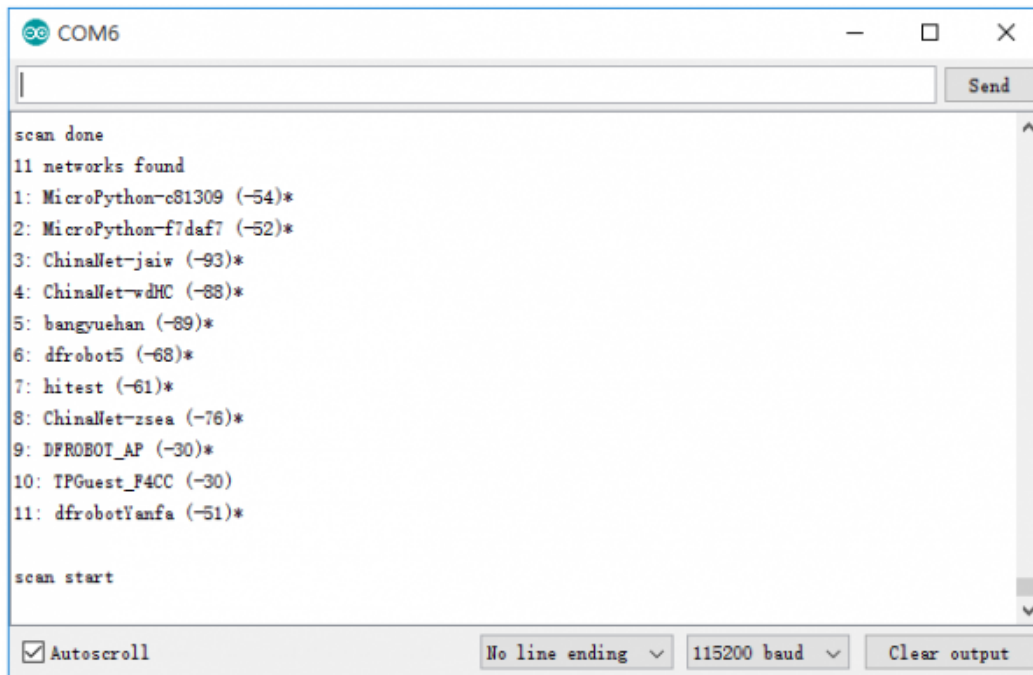 COM6
Send
scan done
11 networks found
1: MicroPython-c81309 (-54)*
2: MicroPython-f7daf7 (-52)*
3: ChinaNet-jaiw (-93)*
4: ChinaNet-wdHC (-88)*
5: bangyuehan (-89)*
6: dfrobot5 (-68)*
7: hitest (-61)*
8: ChinaNet-zsea (-76)*
9: DFROBOT_AP (-30)*
10: TPGuest_F4CC (-30)
11: dfrobotYanfa (-51)*
scan start
Autoscroll No line ending 115200 baud Clear output